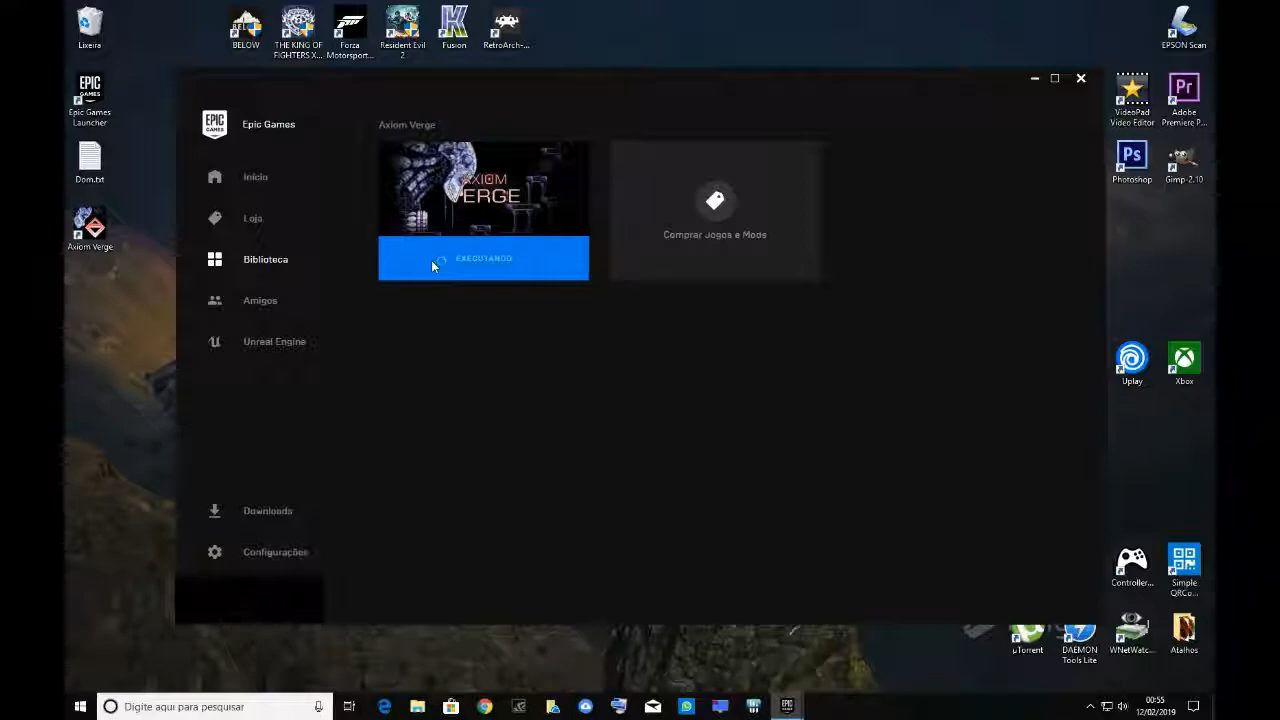 Lixeira
BELOW
THE KING OF
FIGHTERS X...
Forza
Motorsport...
Resident Evil
2
Fusion
RetroArch-...
EPSON Scan
Epic Games
Launcher
Dom.txt
Axiom Verge
VideoPad
Video Editor
Adobe
Premiere P...
Photoshop
Gimp-2.10
EPIC
GAMES
Epic Games
Início
Loja
Biblioteca
Amigos
Unreal Engine
Downloads
Configurações
Axiom Verge
AXIOM
VERGE
EXECUTANDO
Comprar Jogos e Mods
Uplay
Xbox
Controller...
Simple
QRCo...
µTorrent
DAEMON
Tools Lite
WNetWatc...
Atalhos
Digite aqui para pesquisar
00:55
12/02/2019